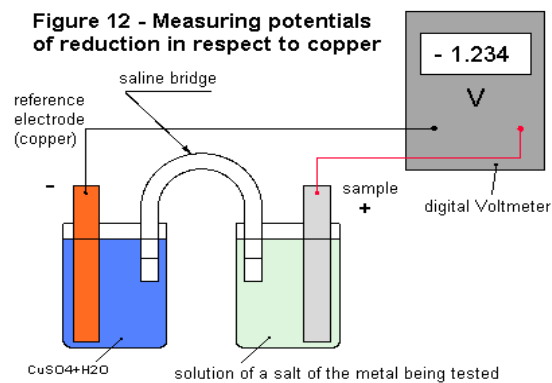 Figure 12 - Measuring potentials
of reduction in respect to copper
saline bridge
reference
electrode
(copper)
- 1.234
V
-
sample
+
digital Voltmeter
CuSO4+H2O
solution of a salt of the metal being tested